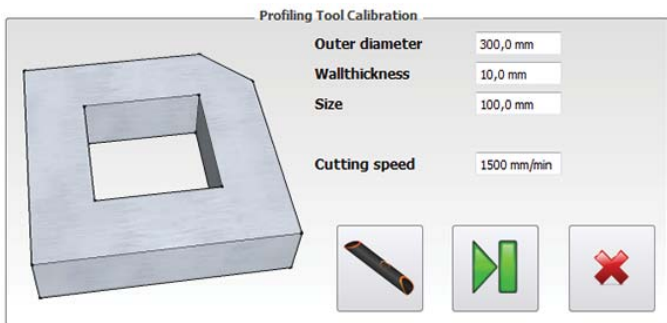 Profiling Tool Calibration
Outer diameter 300,0 mm
Wallthickness 10,0 mm
Size 100,0 mm
Cutting speed 1500 mm/min